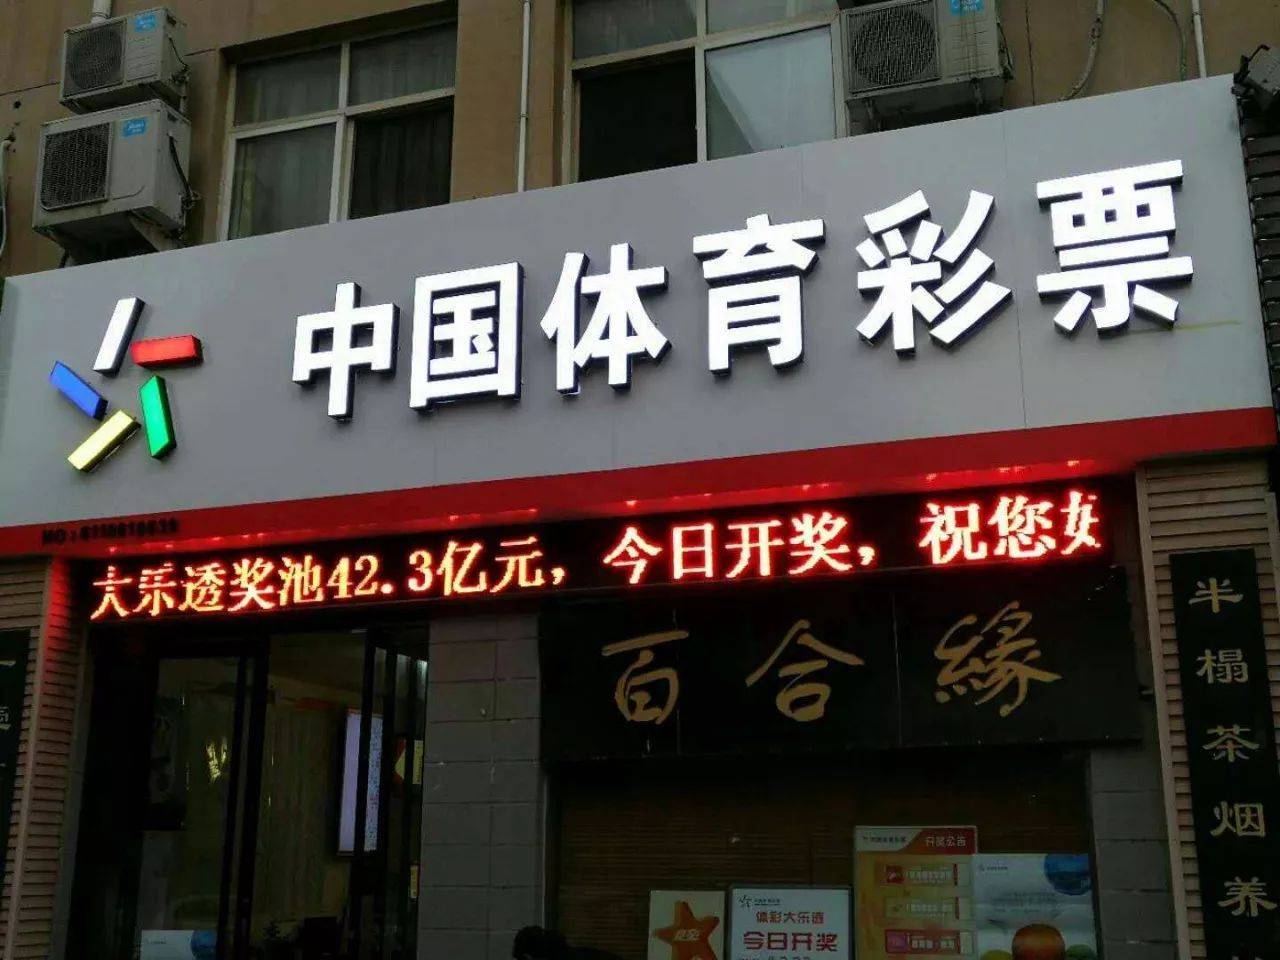 中国体育彩票
大乐透奖池42.3亿元，今日开奖，祝您好
百合緣
半榻茶烟养
开奖公告
体彩大乐透
今日开奖